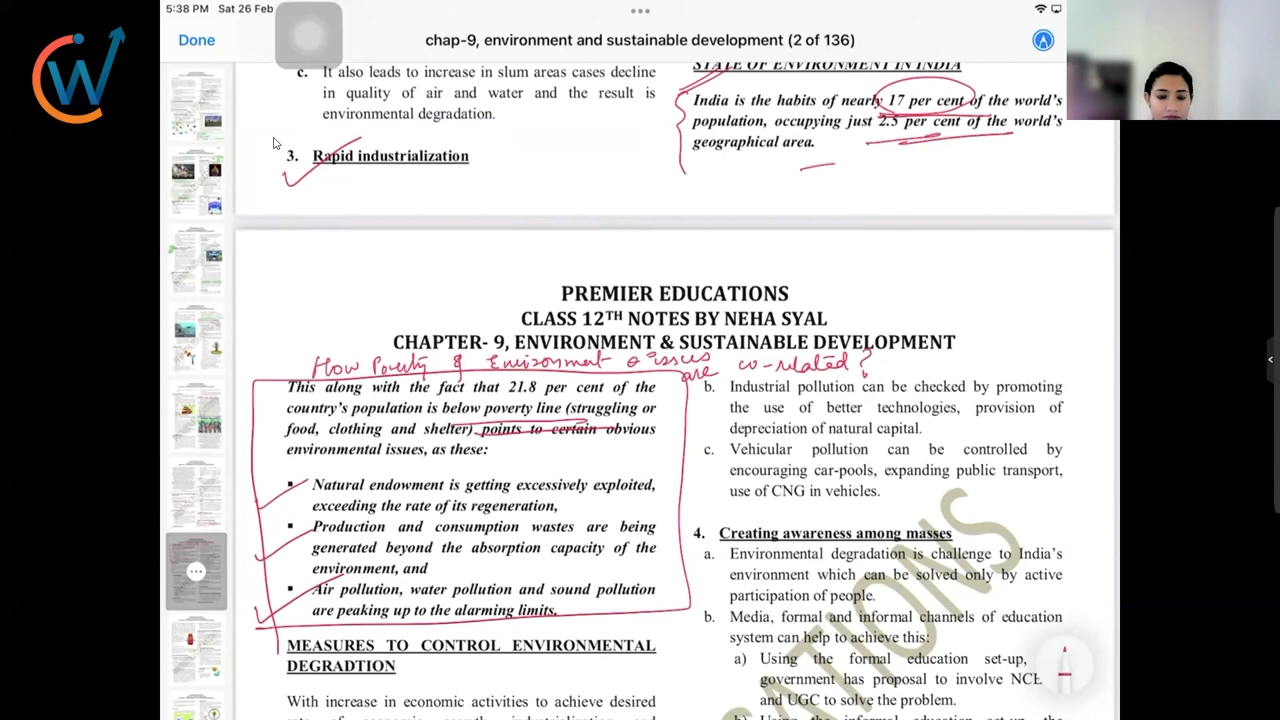 5:38 PM Sat 26 Feb
Done
chap-9, environment and sustainable development (2 of 136)
W
c. It also leads to increase in slum areas cases decline
in quality of air and water and the result is
environmental degradation.
3. Rapid Industrialization
STATE OF ENVIRONMENT IN INDIA
India is the home of nearly 17 per cent of the world's
population, occupying just 2.5 per cent of the world's
geographical area.
PREMIER EDUCATIONS
CLASS 12TH NOTES BY NEHA SYAL
CHAPTER- 9, ENVIRONMENT & SUSTAINABLE DEVELOPMENT
How Poverty & Environment issues
are co-related?
This along with the fact that 21.8 per cent of the
country's population is below poverty line (struggling for
food, clothing and shelter) points to certain obvious
environmental issues, as these:
▪ Natural endowment is being excessively exploited,
exceeding the rate of regeneration,
▪ Production and consumption wastes are being
generated beyond the absorption capacity of the
environment, and
▪ Air pollution, water pollution and land pollution
are mounting up to the alarming limits.
MEASURES TO CONTROL ENVIRONMENTAL
DEGRADATION
With increase in economic activities to achieve desired
b. Industrial pollution can be checked by promoting
the use of better technologies, provision of
depreciation of natural capital.
c. Vehicular pollution can be controlled by
encouraging car-pools, expanding public transport,
use of CNG in vehicles.
4. Creating awareness among masses
a. Environmental degradation is challenge to India's
environment which can be solved only by active
participation of people.
b. Media, formal and informal channels of education
system can help to achieve this:
a) Using the formal education set-up,
government has proposal to involve NCE
and NSS to solve the problem.
b) Using the informal education set-up, the